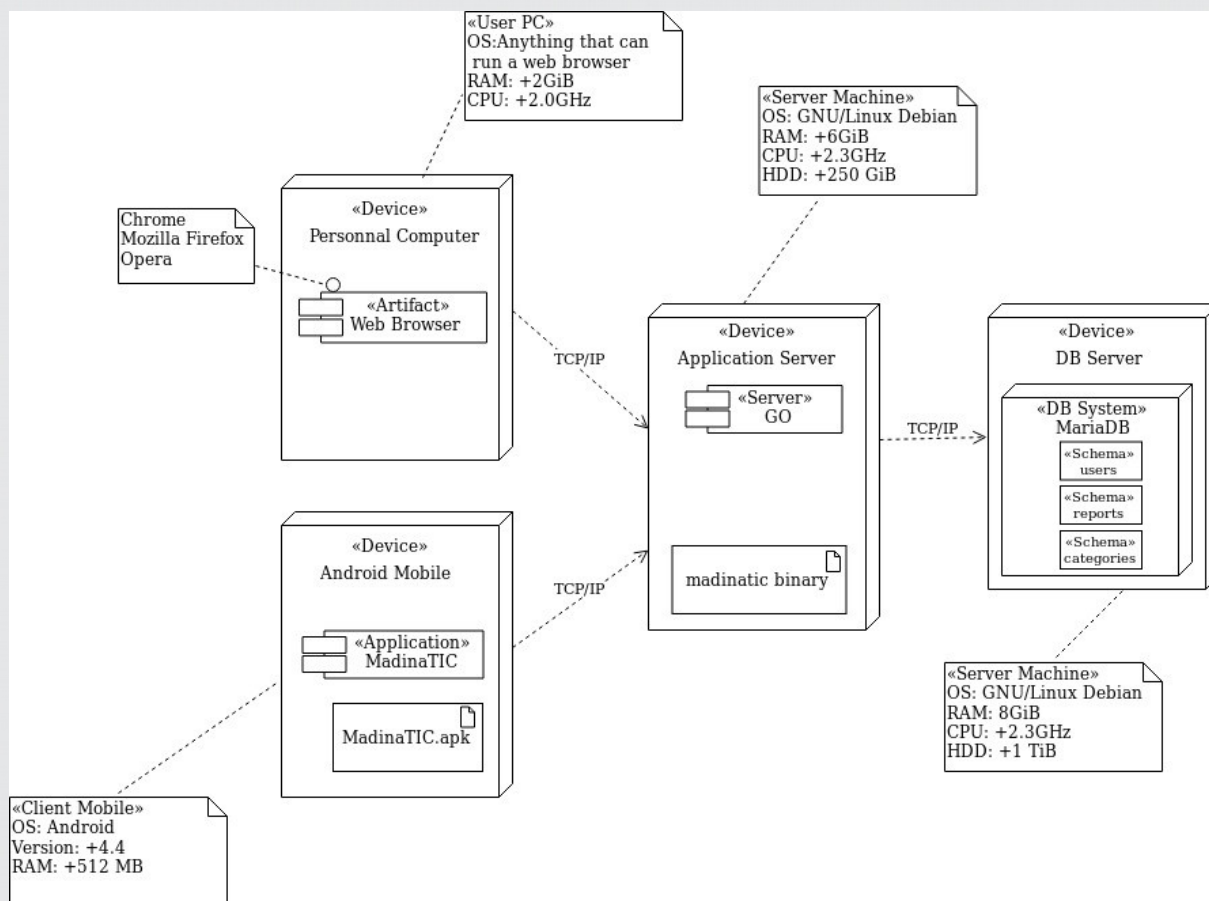 «User PC»
OS:Anything that can
run a web browser
RAM: +2GiB
CPU: +2.0GHz
«Server Machine»
OS: GNU/Linux Debian
RAM: +6GiB
CPU: +2.3GHz
HDD: +250 GiB
Chrome
Mozilla Firefox
Opera
«Device»
Personnal Computer
«Artifact»
Web Browser
TCP/IP
«Device»
Application Server
«Server»
GO
madinatic binary
TCP/IP
«Device»
DB Server
«DB System»
MariaDB
«Schema»
users
«Schema»
reports
«Schema»
categories
«Device»
Android Mobile
«Application»
MadinaTIC
MadinaTIC.apk
TCP/IP
«Server Machine»
OS: GNU/Linux Debian
RAM: 8GiB
CPU: +2.3GHz
HDD: +1 TiB
«Client Mobile»
OS: Android
Version: +4.4
RAM: +512 MB